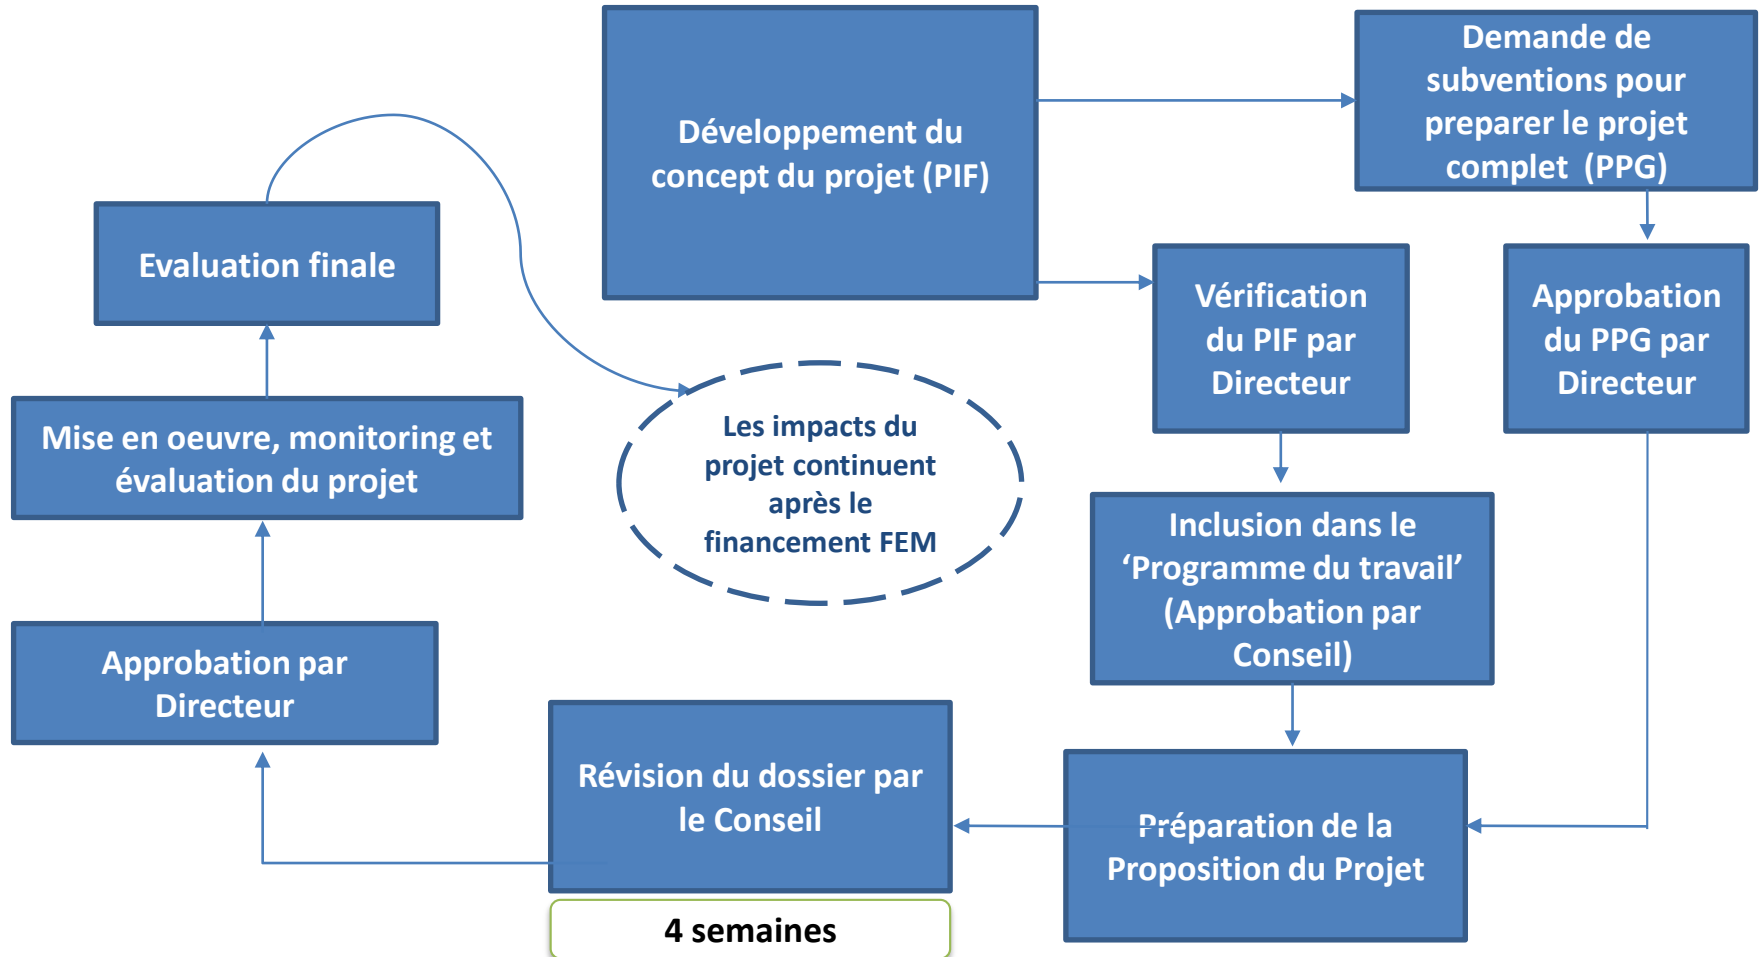 Développement du
concept du projet (PIF)
Demande de
subventions pour
preparer le projet
complet (PPG)
Vérification
du PIF par
Directeur
Approbation
du PPG par
Directeur
Inclusion dans le
‘Programme du travail’
(Approbation par
Conseil)
Préparation de la
Proposition du Projet
Révision du dossier par
le Conseil
4 semaines
Approbation par
Directeur
Mise en oeuvre, monitoring et
évaluation du projet
Evaluation finale
Les impacts du
projet continuent
après le
financement FEM